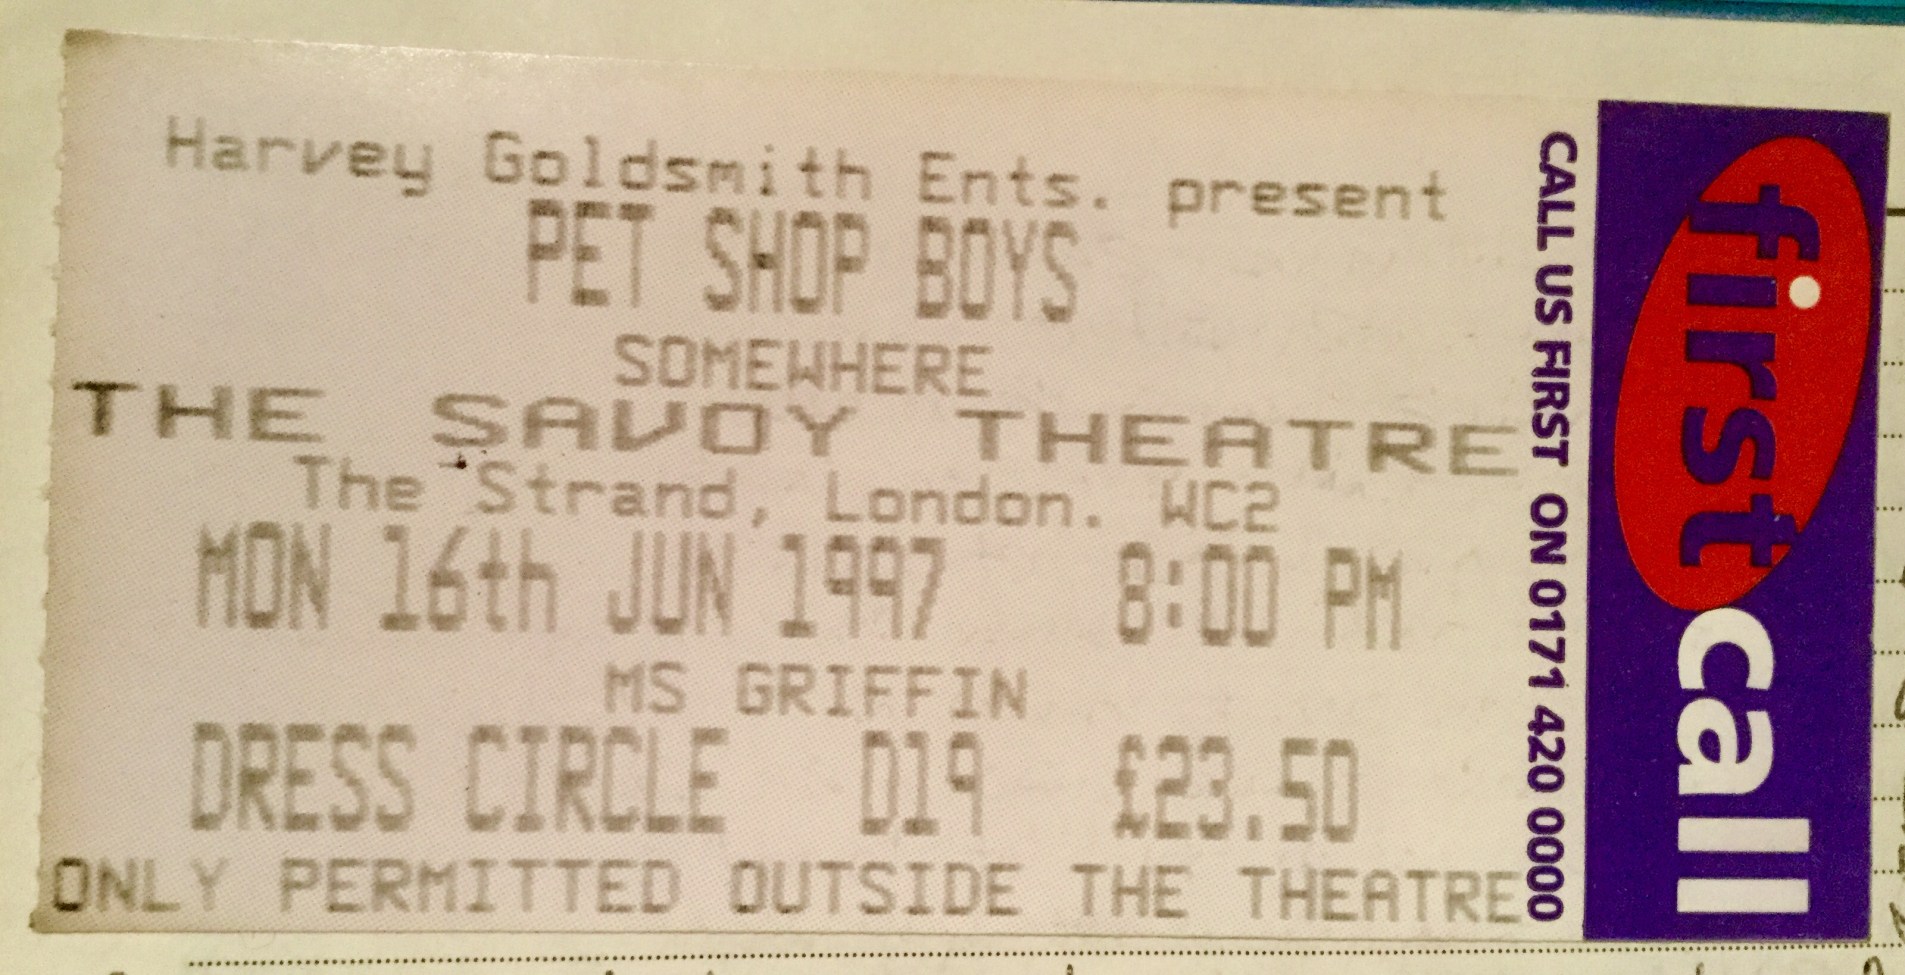 Harvey Goldsmith Ents. present
PET SHOP BOYS
SOMEWHERE
THE SAVOY THEATRE
The Strand, London. WC2
MON 16th JUN 1997 8:00 PM
MS GRIFFIN
DRESS CIRCLE D19 £23.50
ONLY PERMITTED OUTSIDE THE THEATRE
CALL US FIRST ON 0171 420 0000
first call